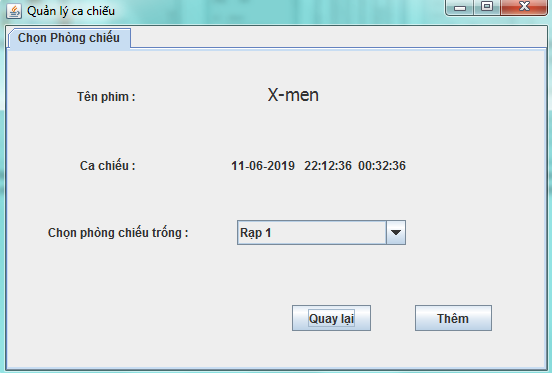 Quản lý ca chiếu
Chọn Phòng chiếu
Tên phim : X-men
Ca chiếu : 11-06-2019 22:12:36 00:32:36
Chọn phòng chiếu trống : Rạp 1
Quay lại Thêm